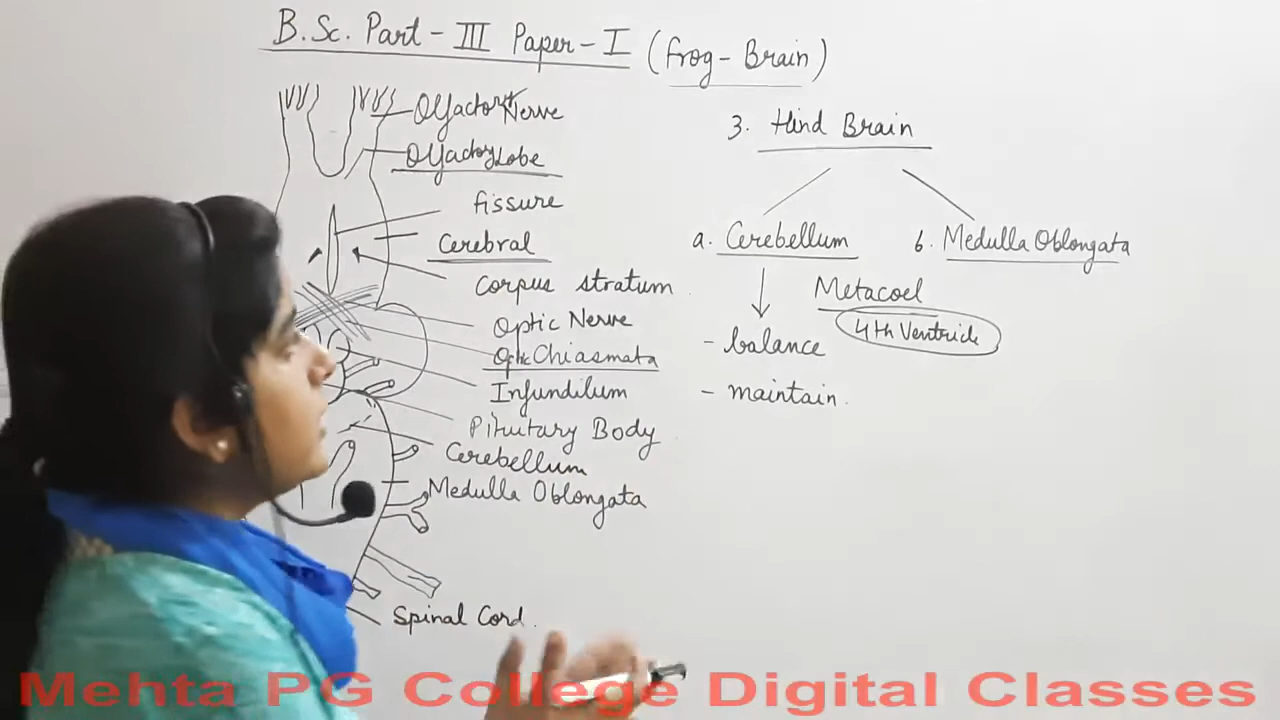 B.Sc. Part - III Paper - I (Frog - Brain)
Olfactory Nerve
Olfactory Lobe
fissure
Cerebral
Corpus stratum
Optic Nerve
Optic Chiasmata
Infundilum
Pituitary Body
Cerebellum
Medulla Oblongata
Spinal Cord.
3. Hind Brain
a. Cerebellum
b. Medulla Oblongata
Metacoel
4th Ventricle
- balance
- maintain.
Mehta PG College Digital Classes